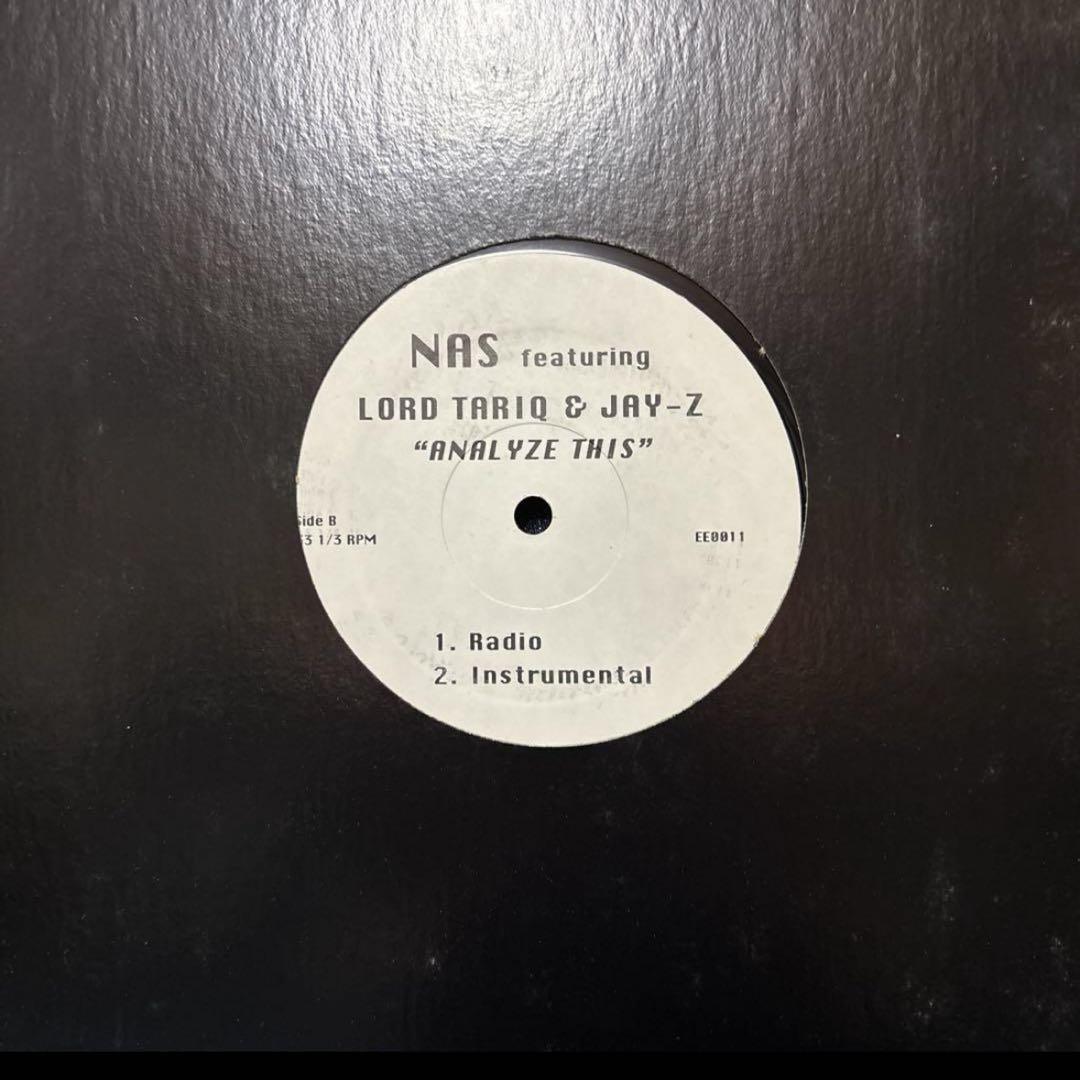 NAS featuring
LORD TARIQ & JAY-Z
“ANALYZE THIS”
Side B
33 1/3 RPM
EE0011
1. Radio
2. Instrumental